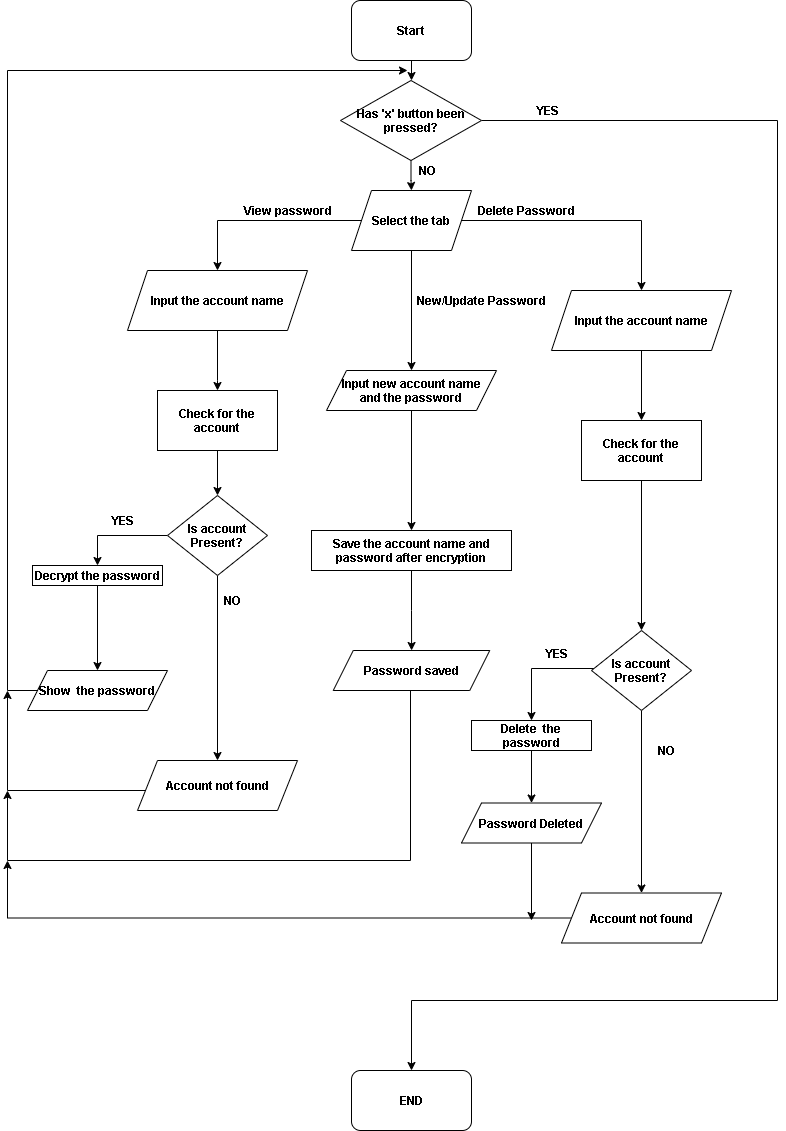 Start
Has 'x' button been
pressed?
YES
NO
View password
Select the tab
Delete Password
Input the account name
New/Update Password
Input the account name
Input new account name
and the password
Check for the
account
Check for the
account
YES
Is account
Present?
Save the account name and
password after encryption
Decrypt the password
NO
YES
Is account
Present?
Show  the password
Password saved
Delete  the
password
NO
Account not found
Password Deleted
Account not found
END